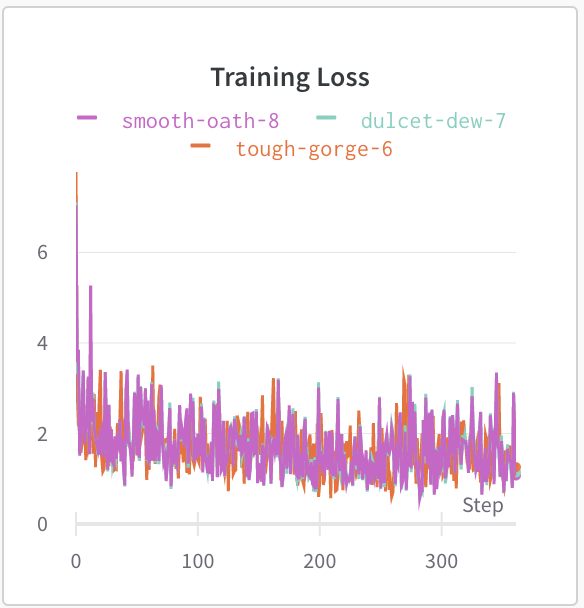 Training Loss
smooth-oath-8 dulcet-dew-7
tough-gorge-6
6
4
2
0
Step
0 100 200 300